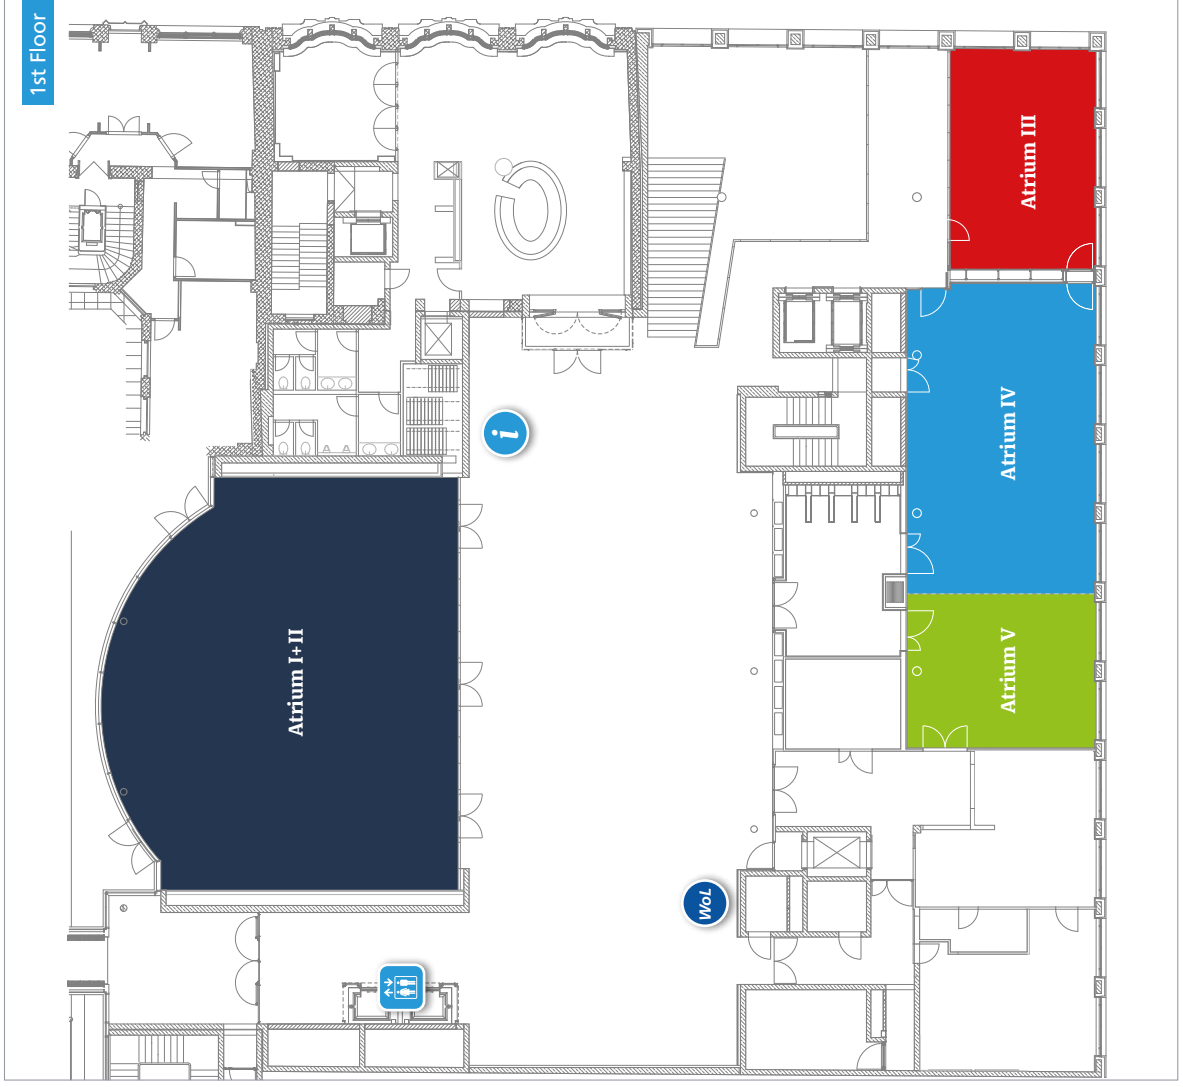 1st Floor
Atrium III
Atrium IV
i
Atrium I+II
Atrium V
WoL